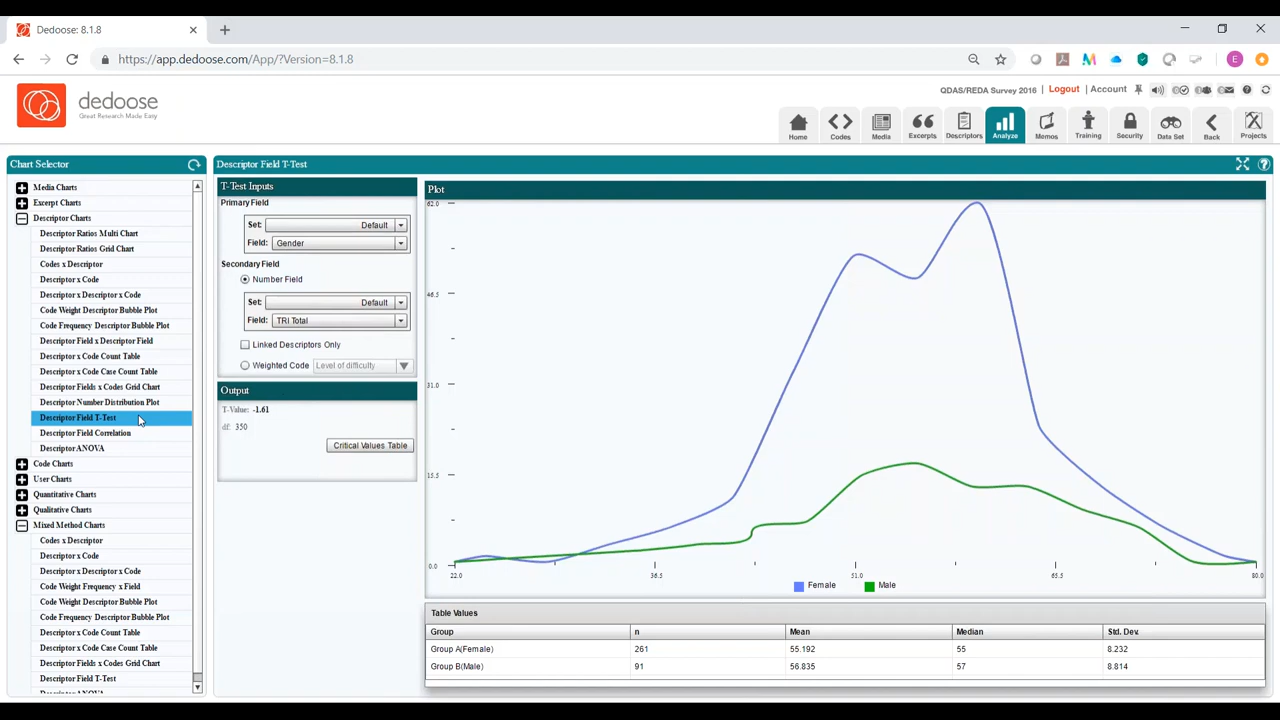 Dedoose: 8.1.8
https://app.dedoose.com/App/?Version=8.1.8
dedoose
Great Research Made Easy
QDAS/REDA Survey 2016 | Logout | Account
Home
Codes
Media
Excerpts
Descriptors
Analyze
Memos
Training
Security
Data Set
Back
Projects
Chart Selector
Media Charts
Excerpt Charts
Descriptor Charts
Descriptor Ratios Multi Chart
Descriptor Ratios Grid Chart
Codes x Descriptor
Descriptor x Code
Descriptor x Descriptor x Code
Code Weight Descriptor Bubble Plot
Code Frequency Descriptor Bubble Plot
Descriptor Field x Descriptor Field
Descriptor x Code Count Table
Descriptor x Code Case Count Table
Descriptor Fields x Codes Grid Chart
Descriptor Number Distribution Plot
Descriptor Field T-Test
Descriptor Field Correlation
Descriptor ANOVA
Code Charts
User Charts
Quantitative Charts
Qualitative Charts
Mixed Method Charts
Codes x Descriptor
Descriptor x Code
Descriptor x Descriptor x Code
Code Weight Frequency x Field
Code Weight Descriptor Bubble Plot
Code Frequency Descriptor Bubble Plot
Descriptor x Code Count Table
Descriptor x Code Case Count Table
Descriptor Fields x Codes Grid Chart
Descriptor Field T-Test
Descriptor ANOVA
Descriptor Field T-Test
T-Test Inputs
Primary Field
Set: Default
Field: Gender
Secondary Field
Number Field
Set: Default
Field: TRI Total
Linked Descriptors Only
Weighted Code Level of difficulty
Output
T-Value: -1.61
df: 350
Critical Values Table
Plot
62.0
46.5
31.0
15.5
0.0
22.0 36.5 51.0 65.5 80.0
Female Male
Table Values
Group n Mean Median Std. Dev.
Group A(Female) 261 55.192 55 8.232
Group B(Male) 91 56.835 57 8.814